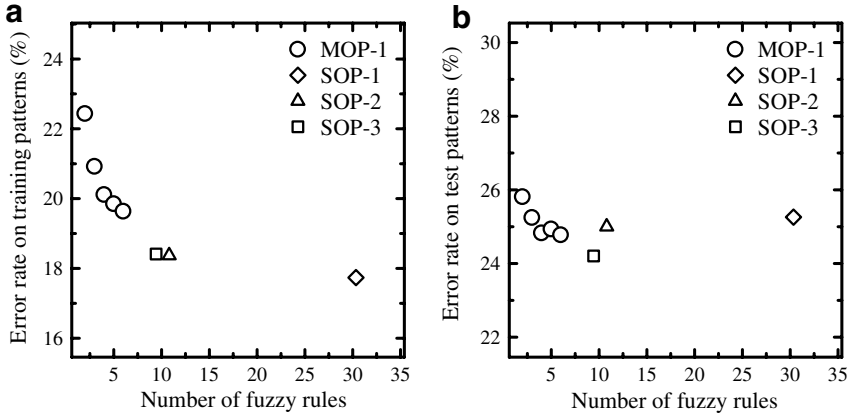 a
Error rate on training patterns (%)
24
22
20
18
16
MOP-1
SOP-1
SOP-2
SOP-3
5 10 15 20 25 30 35
Number of fuzzy rules
b
Error rate on test patterns (%)
30
28
26
24
22
MOP-1
SOP-1
SOP-2
SOP-3
5 10 15 20 25 30 35
Number of fuzzy rules